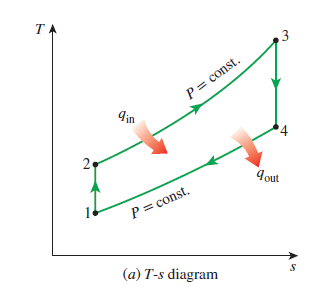 T
3
P = const.
q_in
4
2
q_out
1
P = const.
s
(a) T-s diagram